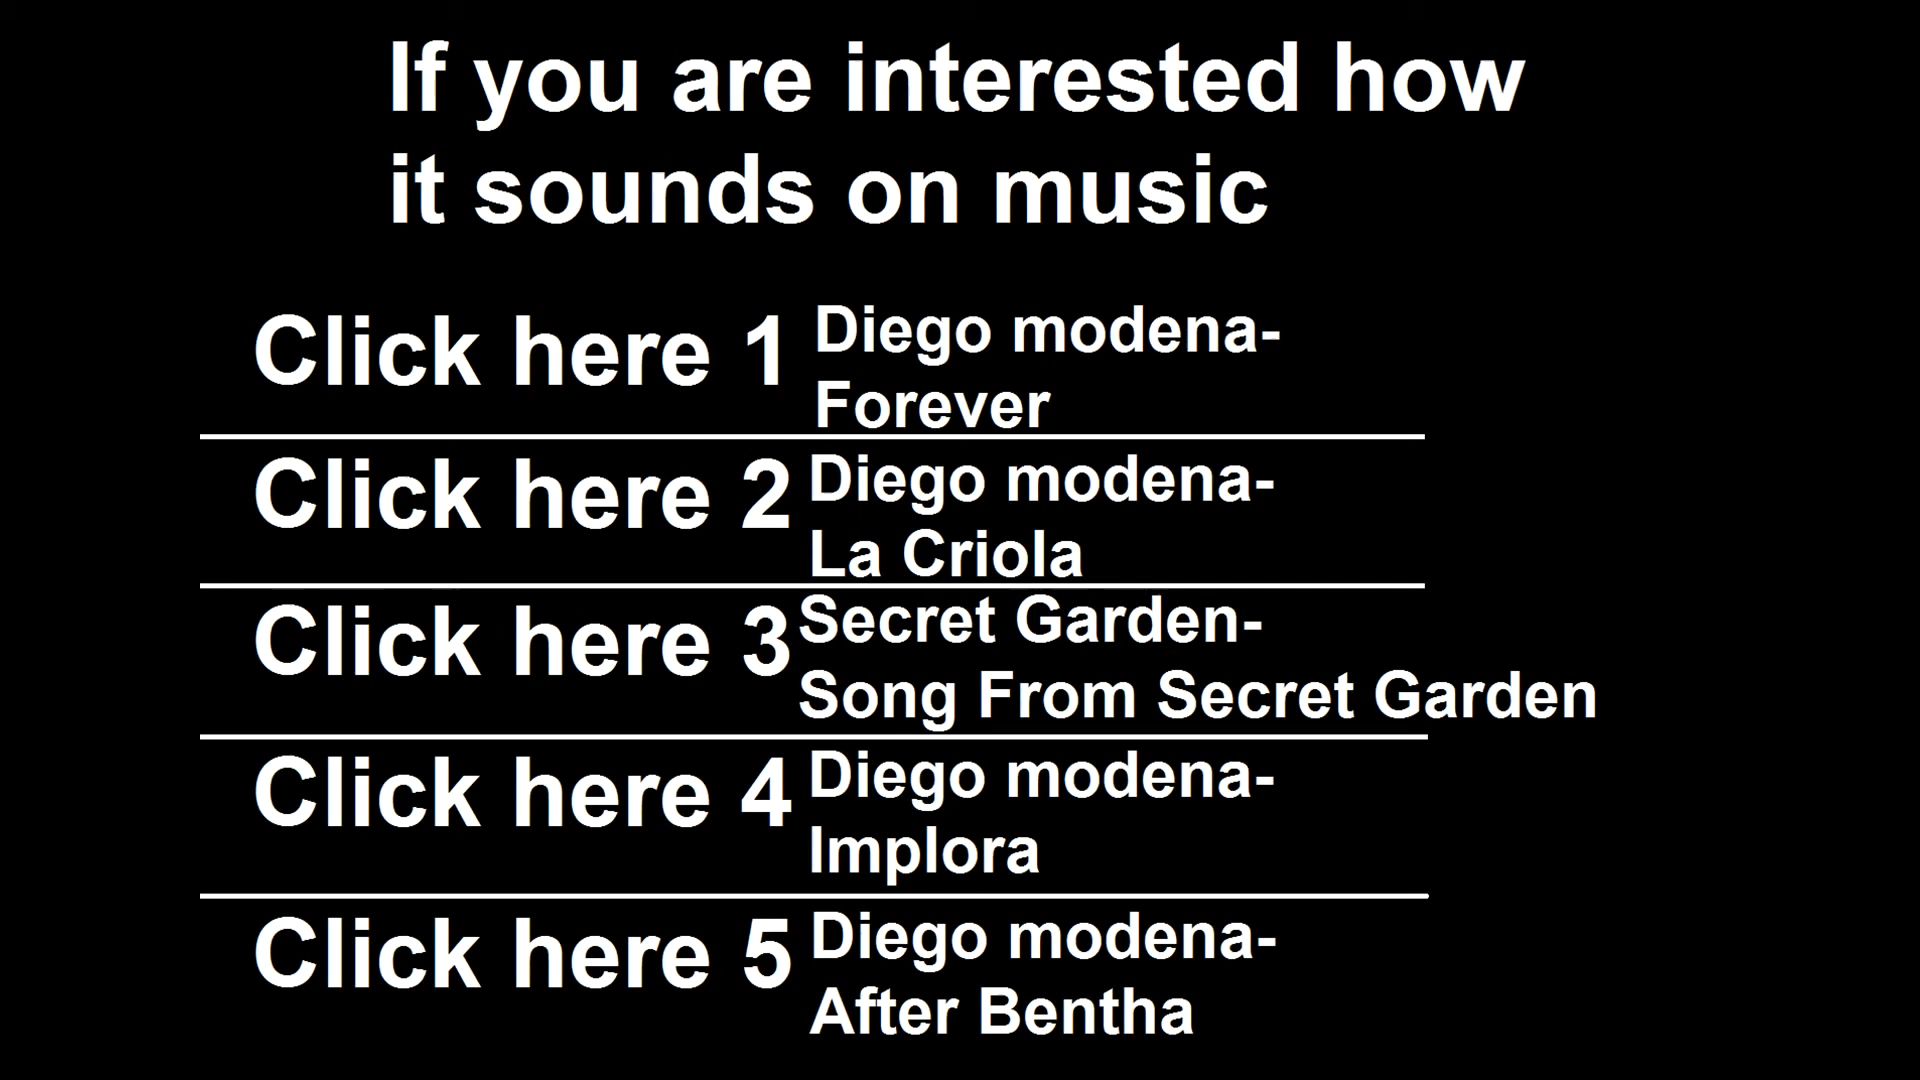 If you are interested how
it sounds on music
Click here 1 Diego modena-
Forever
Click here 2 Diego modena-
La Criola
Click here 3 Secret Garden-
Song From Secret Garden
Click here 4 Diego modena-
Implora
Click here 5 Diego modena-
After Bentha